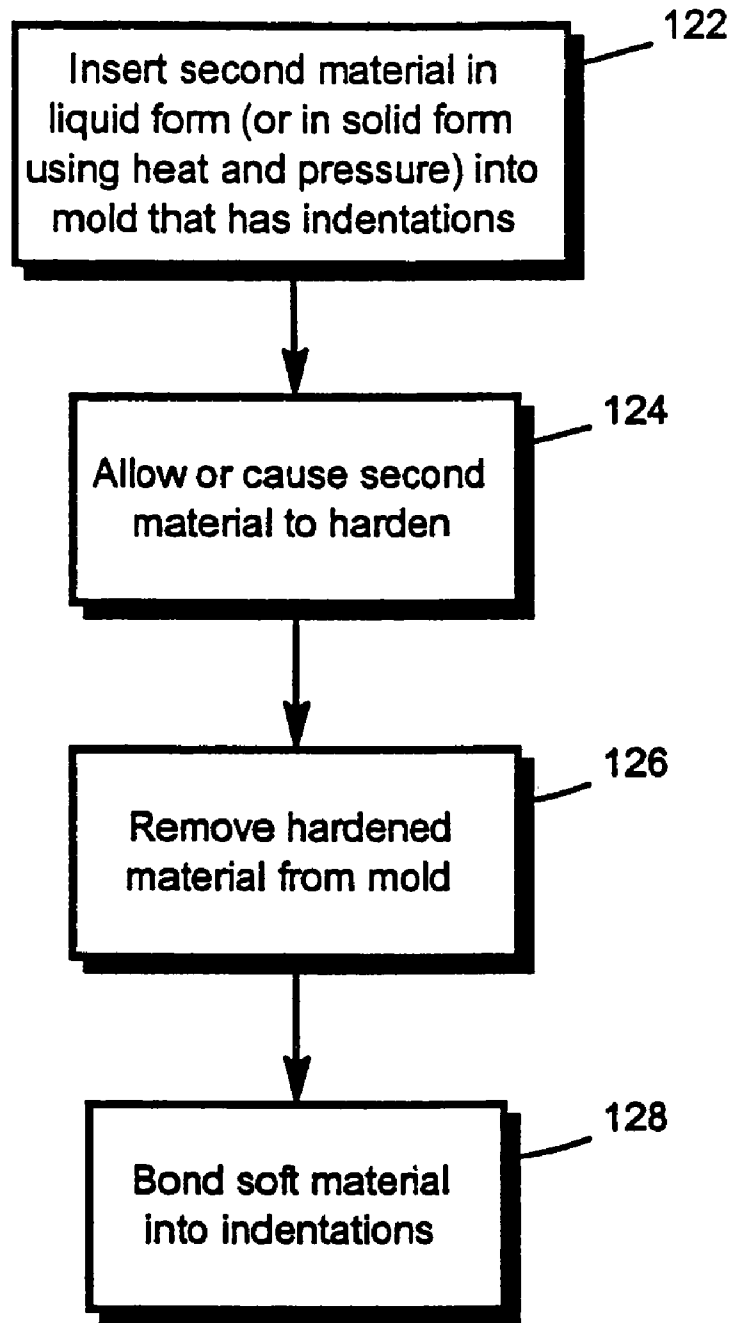 122
Insert second material in
liquid form (or in solid form
using heat and pressure) into
mold that has indentations
124
Allow or cause second
material to harden
126
Remove hardened
material from mold
128
Bond soft material
into indentations